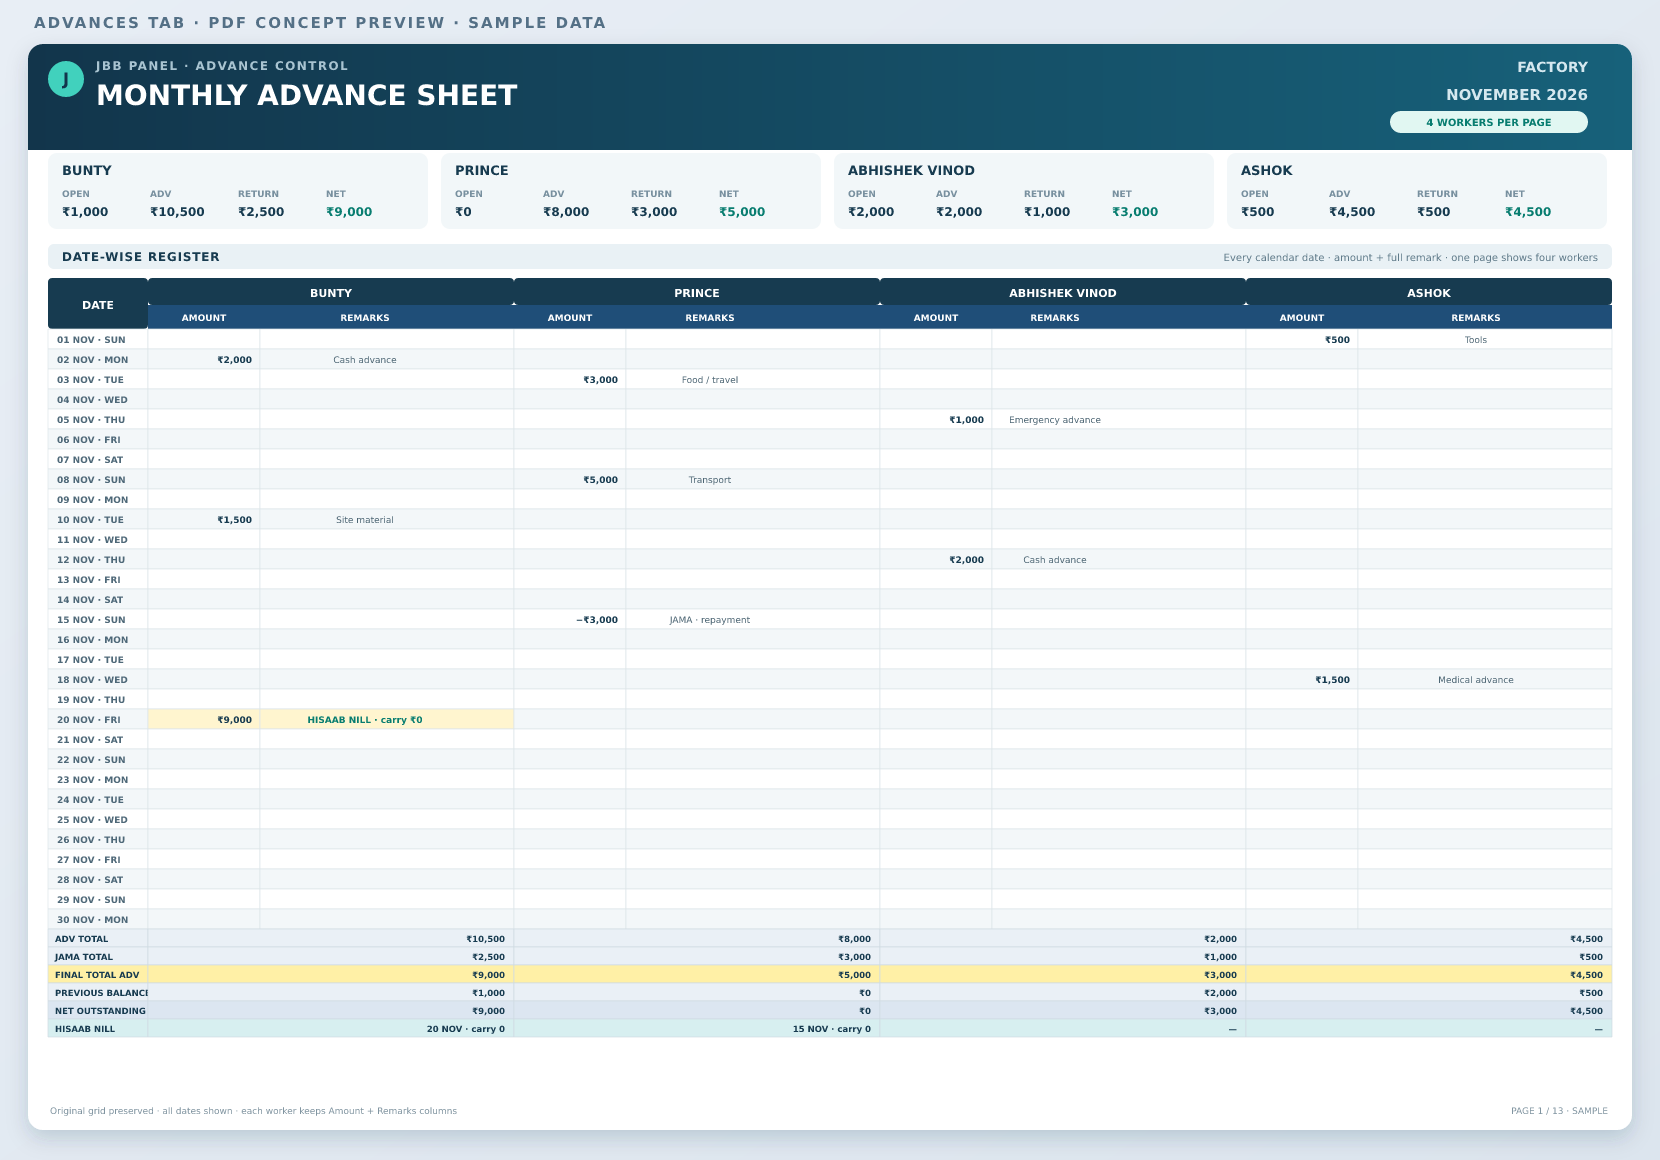 ADVANCES TAB · PDF CONCEPT PREVIEW · SAMPLE DATA
J
JBB PANEL · ADVANCE CONTROL
MONTHLY ADVANCE SHEET
FACTORY
NOVEMBER 2026
4 WORKERS PER PAGE
BUNTY
OPEN ADV RETURN NET
₹1,000 ₹10,500 ₹2,500 ₹9,000
PRINCE
OPEN ADV RETURN NET
₹0 ₹8,000 ₹3,000 ₹5,000
ABHISHEK VINOD
OPEN ADV RETURN NET
₹2,000 ₹2,000 ₹1,000 ₹3,000
ASHOK
OPEN ADV RETURN NET
₹500 ₹4,500 ₹500 ₹4,500
DATE-WISE REGISTER Every calendar date · amount + full remark · one page shows four workers
DATE BUNTY PRINCE ABHISHEK VINOD ASHOK
AMOUNT REMARKS AMOUNT REMARKS AMOUNT REMARKS AMOUNT REMARKS
01 NOV · SUN ₹500 Tools
02 NOV · MON ₹2,000 Cash advance
03 NOV · TUE ₹3,000 Food / travel
04 NOV · WED
05 NOV · THU ₹1,000 Emergency advance
06 NOV · FRI
07 NOV · SAT
08 NOV · SUN ₹5,000 Transport
09 NOV · MON
10 NOV · TUE ₹1,500 Site material
11 NOV · WED
12 NOV · THU ₹2,000 Cash advance
13 NOV · FRI
14 NOV · SAT
15 NOV · SUN −₹3,000 JAMA · repayment
16 NOV · MON
17 NOV · TUE
18 NOV · WED ₹1,500 Medical advance
19 NOV · THU
20 NOV · FRI ₹9,000 HISAAB NILL · carry ₹0
21 NOV · SAT
22 NOV · SUN
23 NOV · MON
24 NOV · TUE
25 NOV · WED
26 NOV · THU
27 NOV · FRI
28 NOV · SAT
29 NOV · SUN
30 NOV · MON
ADV TOTAL ₹10,500 ₹8,000 ₹2,000 ₹4,500
JAMA TOTAL ₹2,500 ₹3,000 ₹1,000 ₹500
FINAL TOTAL ADV ₹9,000 ₹5,000 ₹3,000 ₹4,500
PREVIOUS BALANCE ₹1,000 ₹0 ₹2,000 ₹500
NET OUTSTANDING ₹9,000 ₹0 ₹3,000 ₹4,500
HISAAB NILL 20 NOV · carry 0 15 NOV · carry 0 — —
Original grid preserved · all dates shown · each worker keeps Amount + Remarks columns
PAGE 1 / 13 · SAMPLE